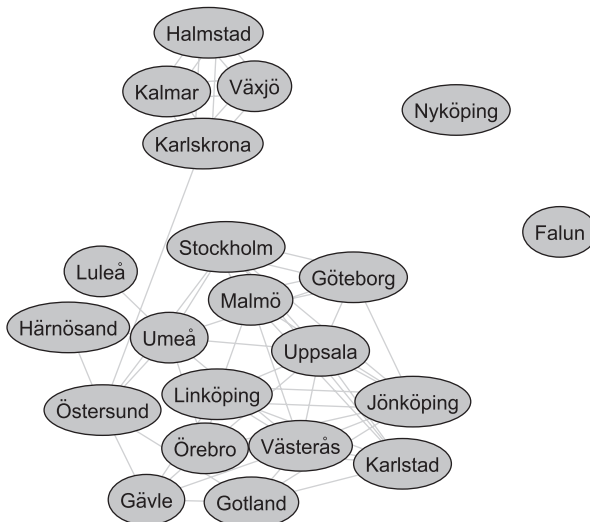 Halmstad
Kalmar
Växjö
Nyköping
Karlskrona
Falun
Stockholm
Luleå
Göteborg
Malmö
Härnösand
Umeå
Uppsala
Linköping
Jönköping
Östersund
Örebro
Västerås
Karlstad
Gävle
Gotland